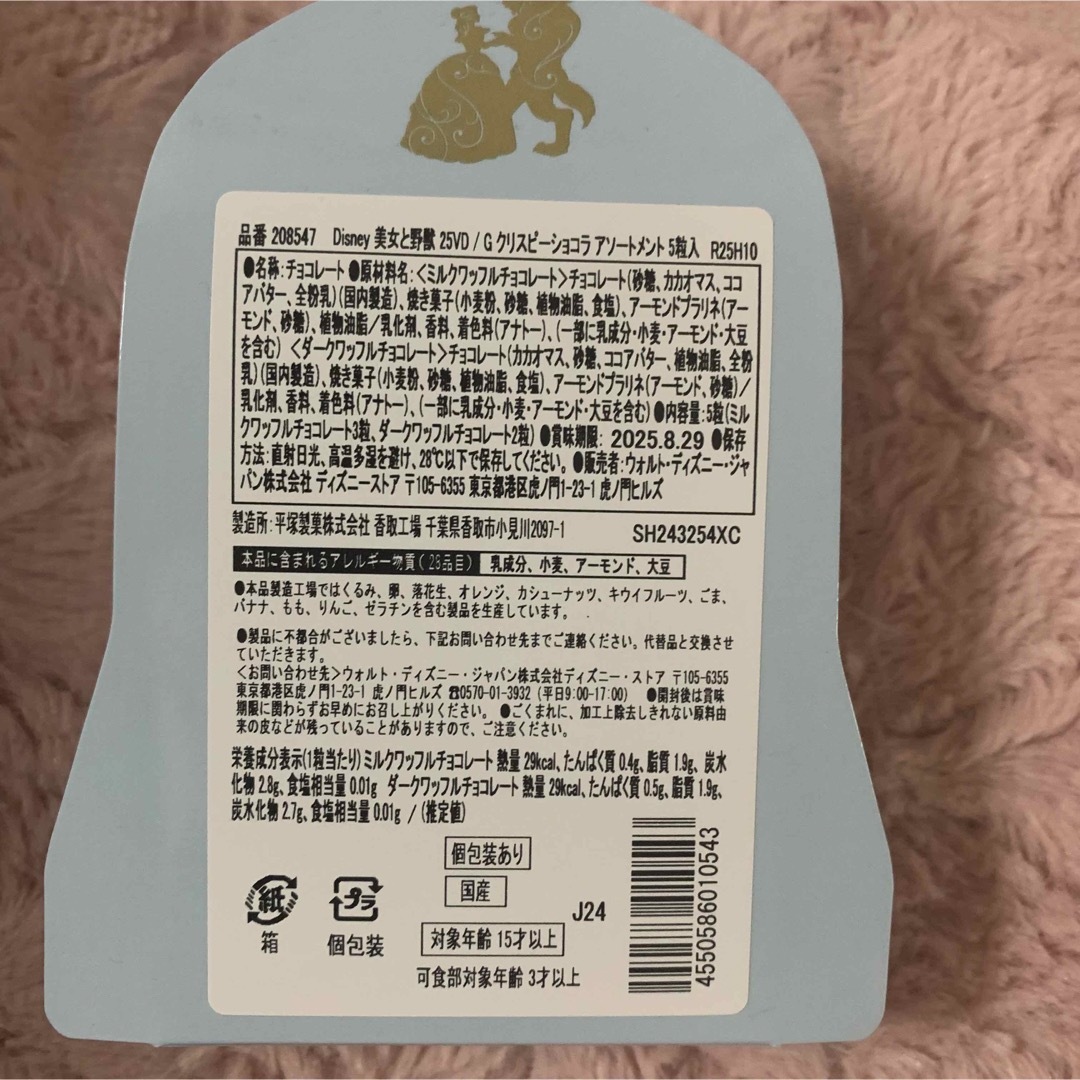 品番 208547 Disney 美女と野獣 25VD / G クリスピーショコラ アソートメント 5粒入 R25H10
●名称:チョコレート ●原材料名:<ミルクワッフルチョコレート>チョコレート(砂糖、カカオマス、ココ
アバター、全粉乳)(国内製造)、焼き菓子(小麦粉、砂糖、植物油脂、食塩)、アーモンドプラリネ(アー
モンド、砂糖)、植物油脂/乳化剤、香料、着色料(アナトー)、(一部に乳成分・小麦・アーモンド・大豆
を含む) <ダークワッフルチョコレート>チョコレート(カカオマス、砂糖、ココアバター、植物油脂、全粉
乳)(国内製造)、焼き菓子(小麦粉、砂糖、植物油脂、食塩)、アーモンドプラリネ(アーモンド、砂糖)/
乳化剤、香料、着色料(アナトー)、(一部に乳成分・小麦・アーモンド・大豆を含む)●内容量:5粒(ミル
クワッフルチョコレート3粒、ダークワッフルチョコレート2粒) ●賞味期限: 2025.8.29 ●保存
方法:直射日光、高温多湿を避け、28℃以下で保存してください。●販売者:ウォルト・ディズニー・ジャ
パン株式会社 ディズニーストア 〒105-6355 東京都港区虎ノ門1-23-1 虎ノ門ヒルズ
製造所:平塚製菓株式会社 香取工場 千葉県香取市小見川2097-1 SH243254XC
本品に含まれるアレルギー物質(28品目) 乳成分、小麦、アーモンド、大豆
●本品製造工場ではくるみ、卵、落花生、オレンジ、カシューナッツ、キウイフルーツ、ごま、
バナナ、もも、りんご、ゼラチンを含む製品を生産しています。
●製品に不都合がございましたら、下記お問い合わせ先までご連絡ください。代替品と交換させ
ていただきます。
<お問い合わせ先>ウォルト・ディズニー・ジャパン株式会社ディズニー・ストア 〒105-6355
東京都港区虎ノ門1-23-1 虎ノ門ヒルズ ☎0570-01-3932 (平日9:00-17:00) ●開封後は賞味
期限に関わらずお早めにお召し上がりください。 ●ごくまれに、加工上除去しきれない原料由
来の皮などが残っていることがありますので、ご注意ください。
栄養成分表示(1粒当たり)ミルクワッフルチョコレート 熱量 29kcal、たんぱく質 0.4g、脂質 1.9g、炭水
化物 2.8g、食塩相当量 0.01g ダークワッフルチョコレート 熱量 29kcal、たんぱく質 0.5g、脂質 1.9g、
炭水化物 2.7g、食塩相当量 0.01g / (推定値)
個包装あり
国産
紙
箱
プラ
個包装
J24
対象年齢 15才以上
可食部対象年齢 3才以上
4550586010543